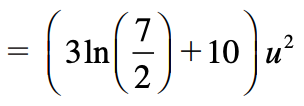 = (3ln(7/2)+10)u²